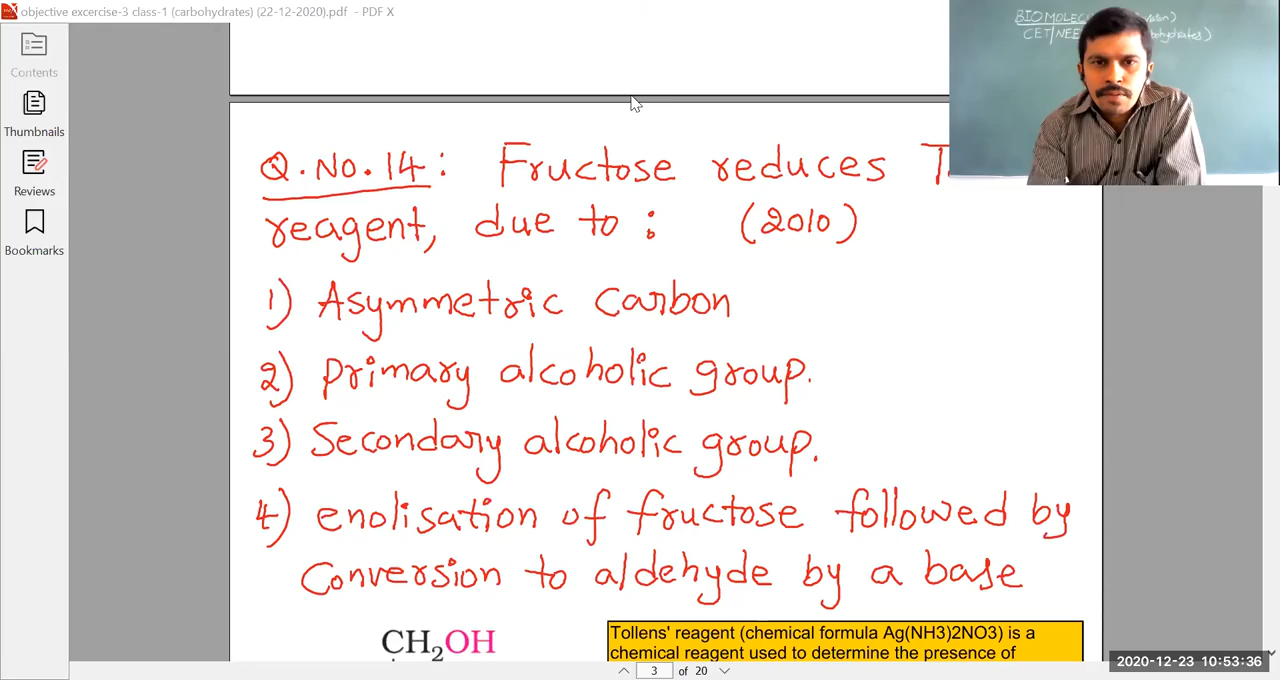 objective excercise-3 class-1 (carbohydrates) (22-12-2020).pdf - PDF X
Contents
Thumbnails
Reviews
Bookmarks
CET/NEE
Q.No.14: Fructose reduces
reagent, due to : (2010)
1) Asymmetric Carbon
2) Primary alcoholic group.
3) Secondary alcoholic group.
4) enolisation of fructose followed by
Conversion to aldehyde by a base
CH2OH
Tollens' reagent (chemical formula Ag(NH3)2NO3) is a
chemical reagent used to determine the presence of
3 of 20
2020-12-23 10:53:36